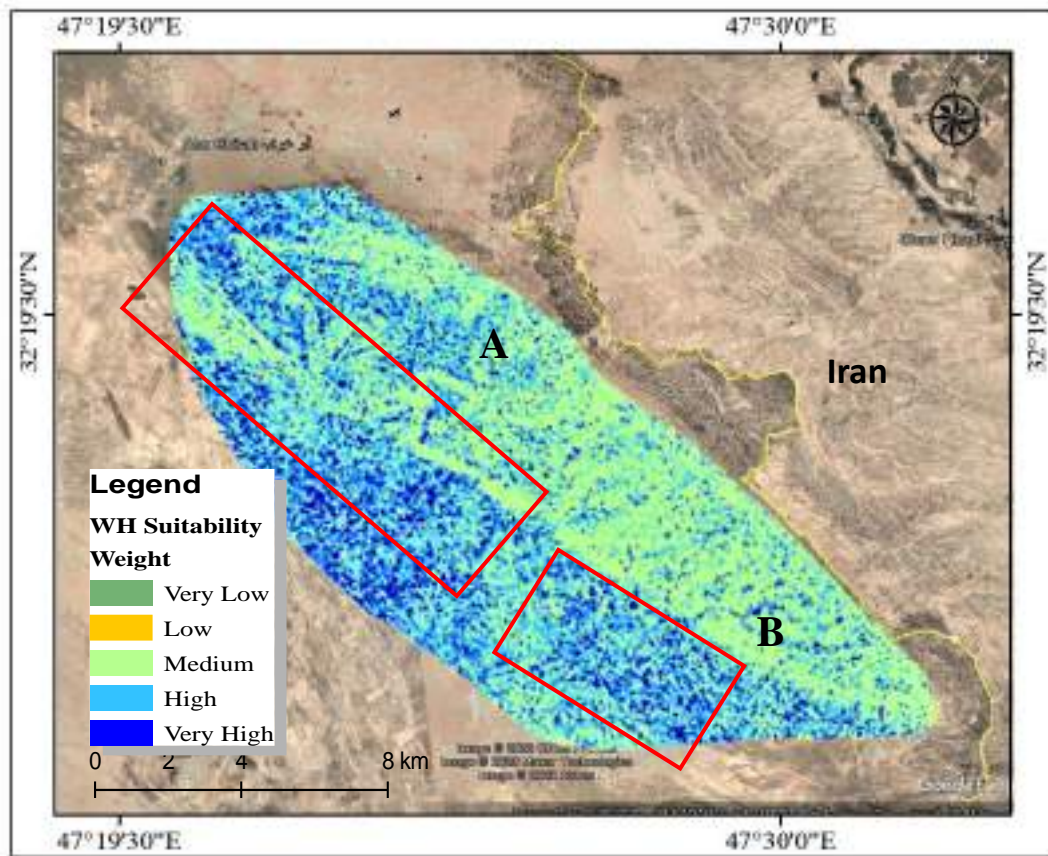 47°19'30"E 47°30'0"E
N
32°19'30"N
32°19'30"N
A
Iran
B
Legend
WH Suitability
Weight
Very Low
Low
Medium
High
Very High
0 2 4 8 km
Google
47°19'30"E 47°30'0"E